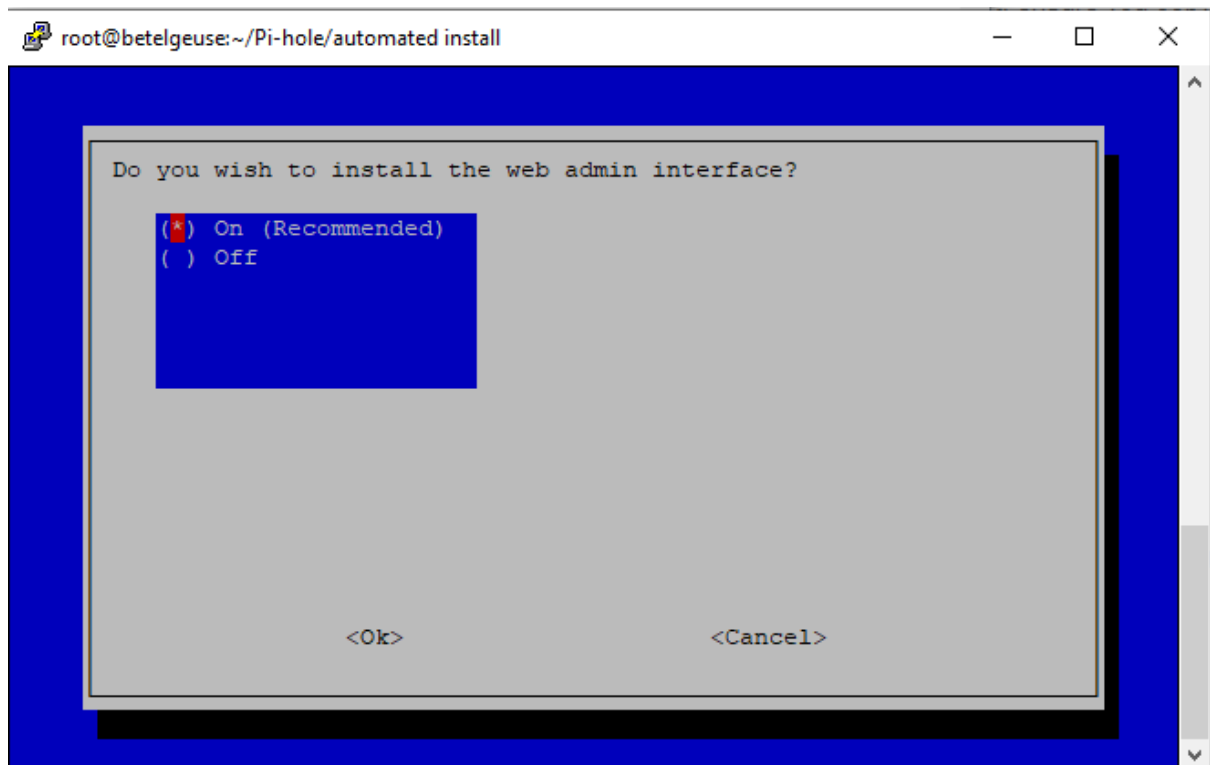 root@betelgeuse:~/Pi-hole/automated install
Do you wish to install the web admin interface?
(*) On (Recommended)
( ) Off
<Ok> <Cancel>